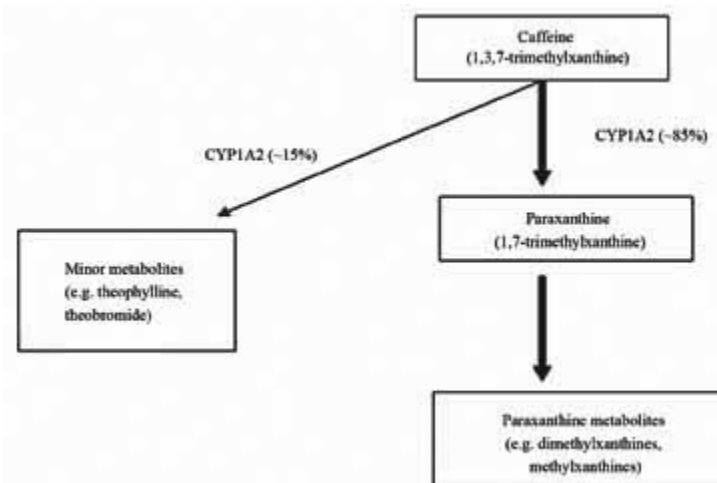 Caffeine
(1,3,7-trimethylxanthine)
CYP1A2 (~15%)
CYP1A2 (~85%)
Paraxanthine
(1,7-trimethylxanthine)
Minor metabolites
(e.g. theophylline,
theobromide)
Paraxanthine metabolites
(e.g. dimethylxanthines,
methylxanthines)